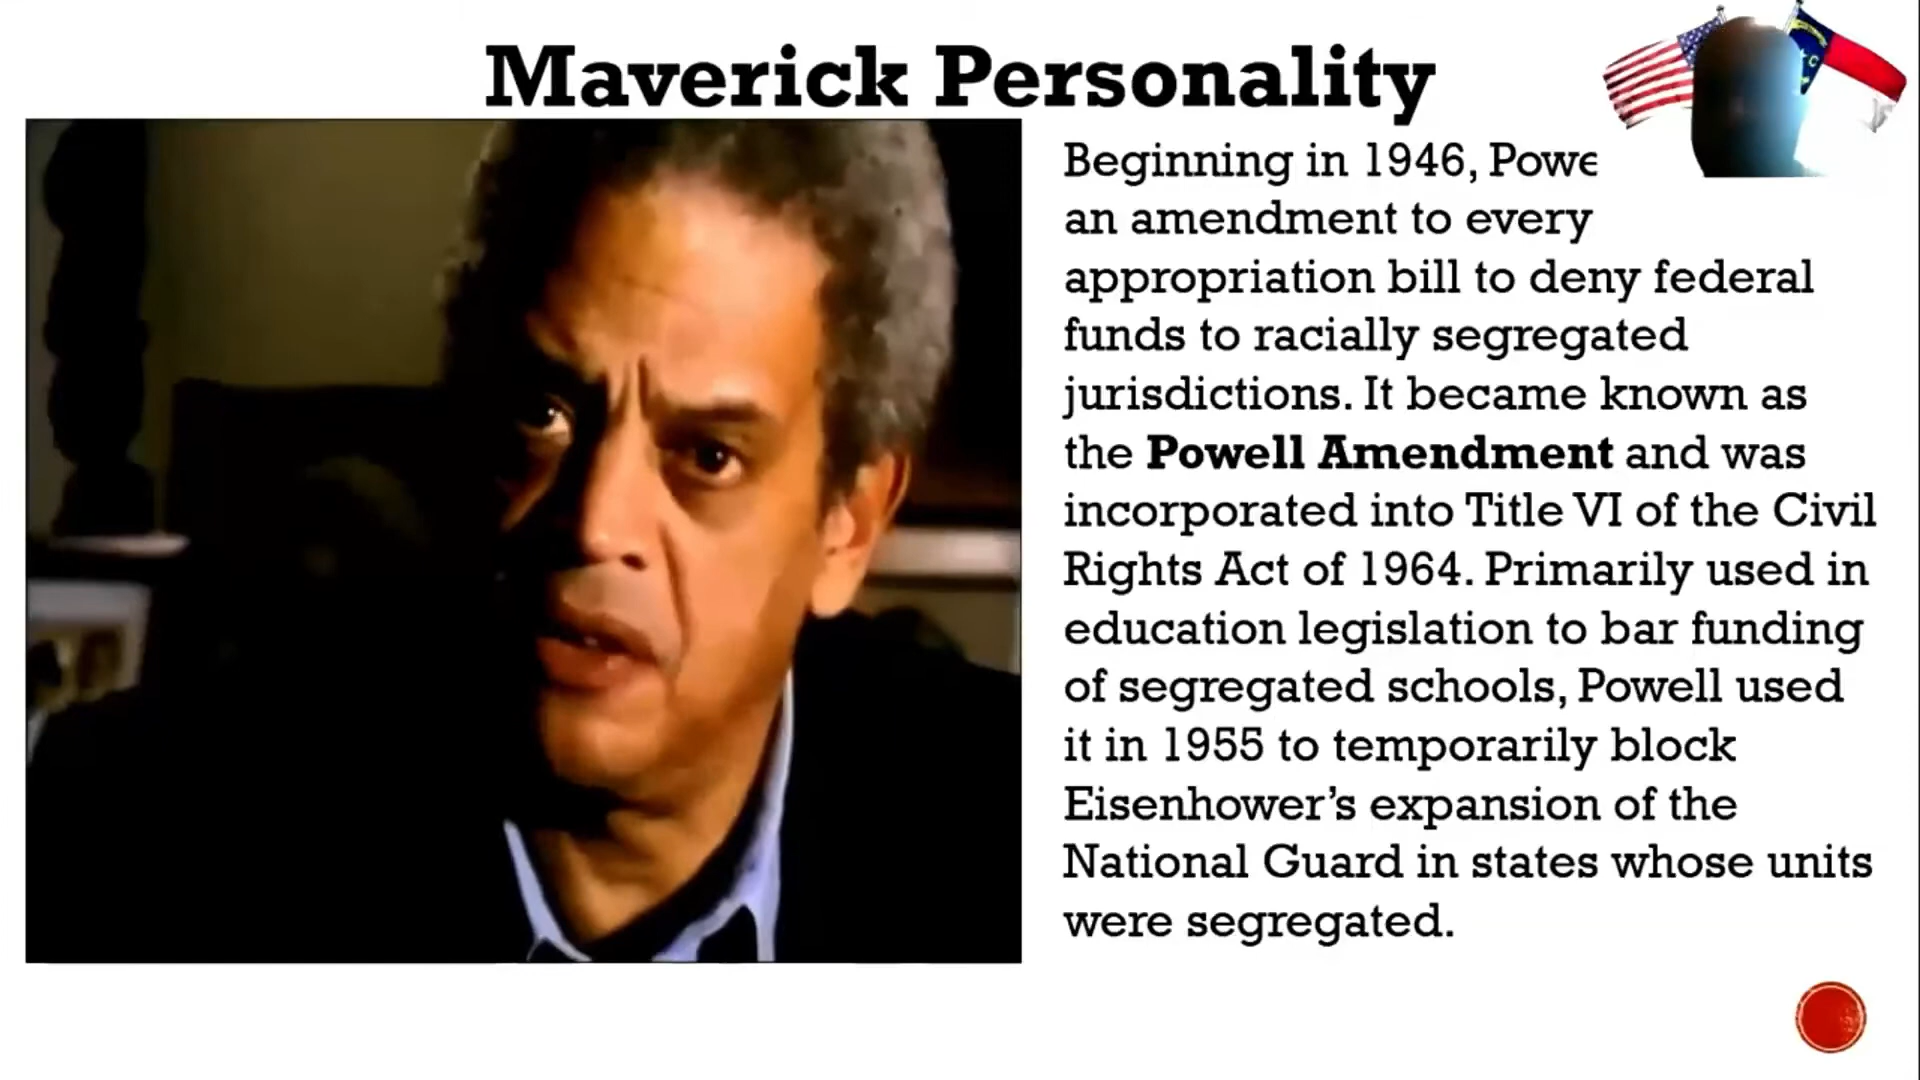 Maverick Personality
Beginning in 1946, Powe
an amendment to every
appropriation bill to deny federal
funds to racially segregated
jurisdictions. It became known as
the Powell Amendment and was
incorporated into Title VI of the Civil
Rights Act of 1964. Primarily used in
education legislation to bar funding
of segregated schools, Powell used
it in 1955 to temporarily block
Eisenhower’s expansion of the
National Guard in states whose units
were segregated.